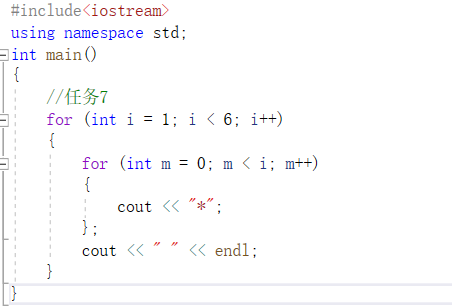 #include<iostream>
using namespace std;
int main()
{
    //任务7
    for (int i = 1; i < 6; i++)
    {
        for (int m = 0; m < i; m++)
        {
            cout << "*";
        };
        cout << " " << endl;
    }
}